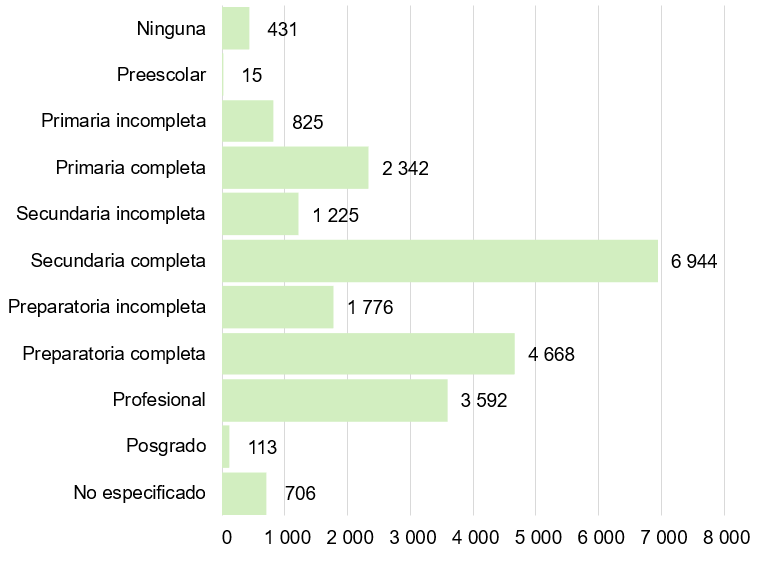 Ninguna 431
Preescolar 15
Primaria incompleta 825
Primaria completa 2 342
Secundaria incompleta 1 225
Secundaria completa 6 944
Preparatoria incompleta 1 776
Preparatoria completa 4 668
Profesional 3 592
Posgrado 113
No especificado 706
0 1 000 2 000 3 000 4 000 5 000 6 000 7 000 8 000